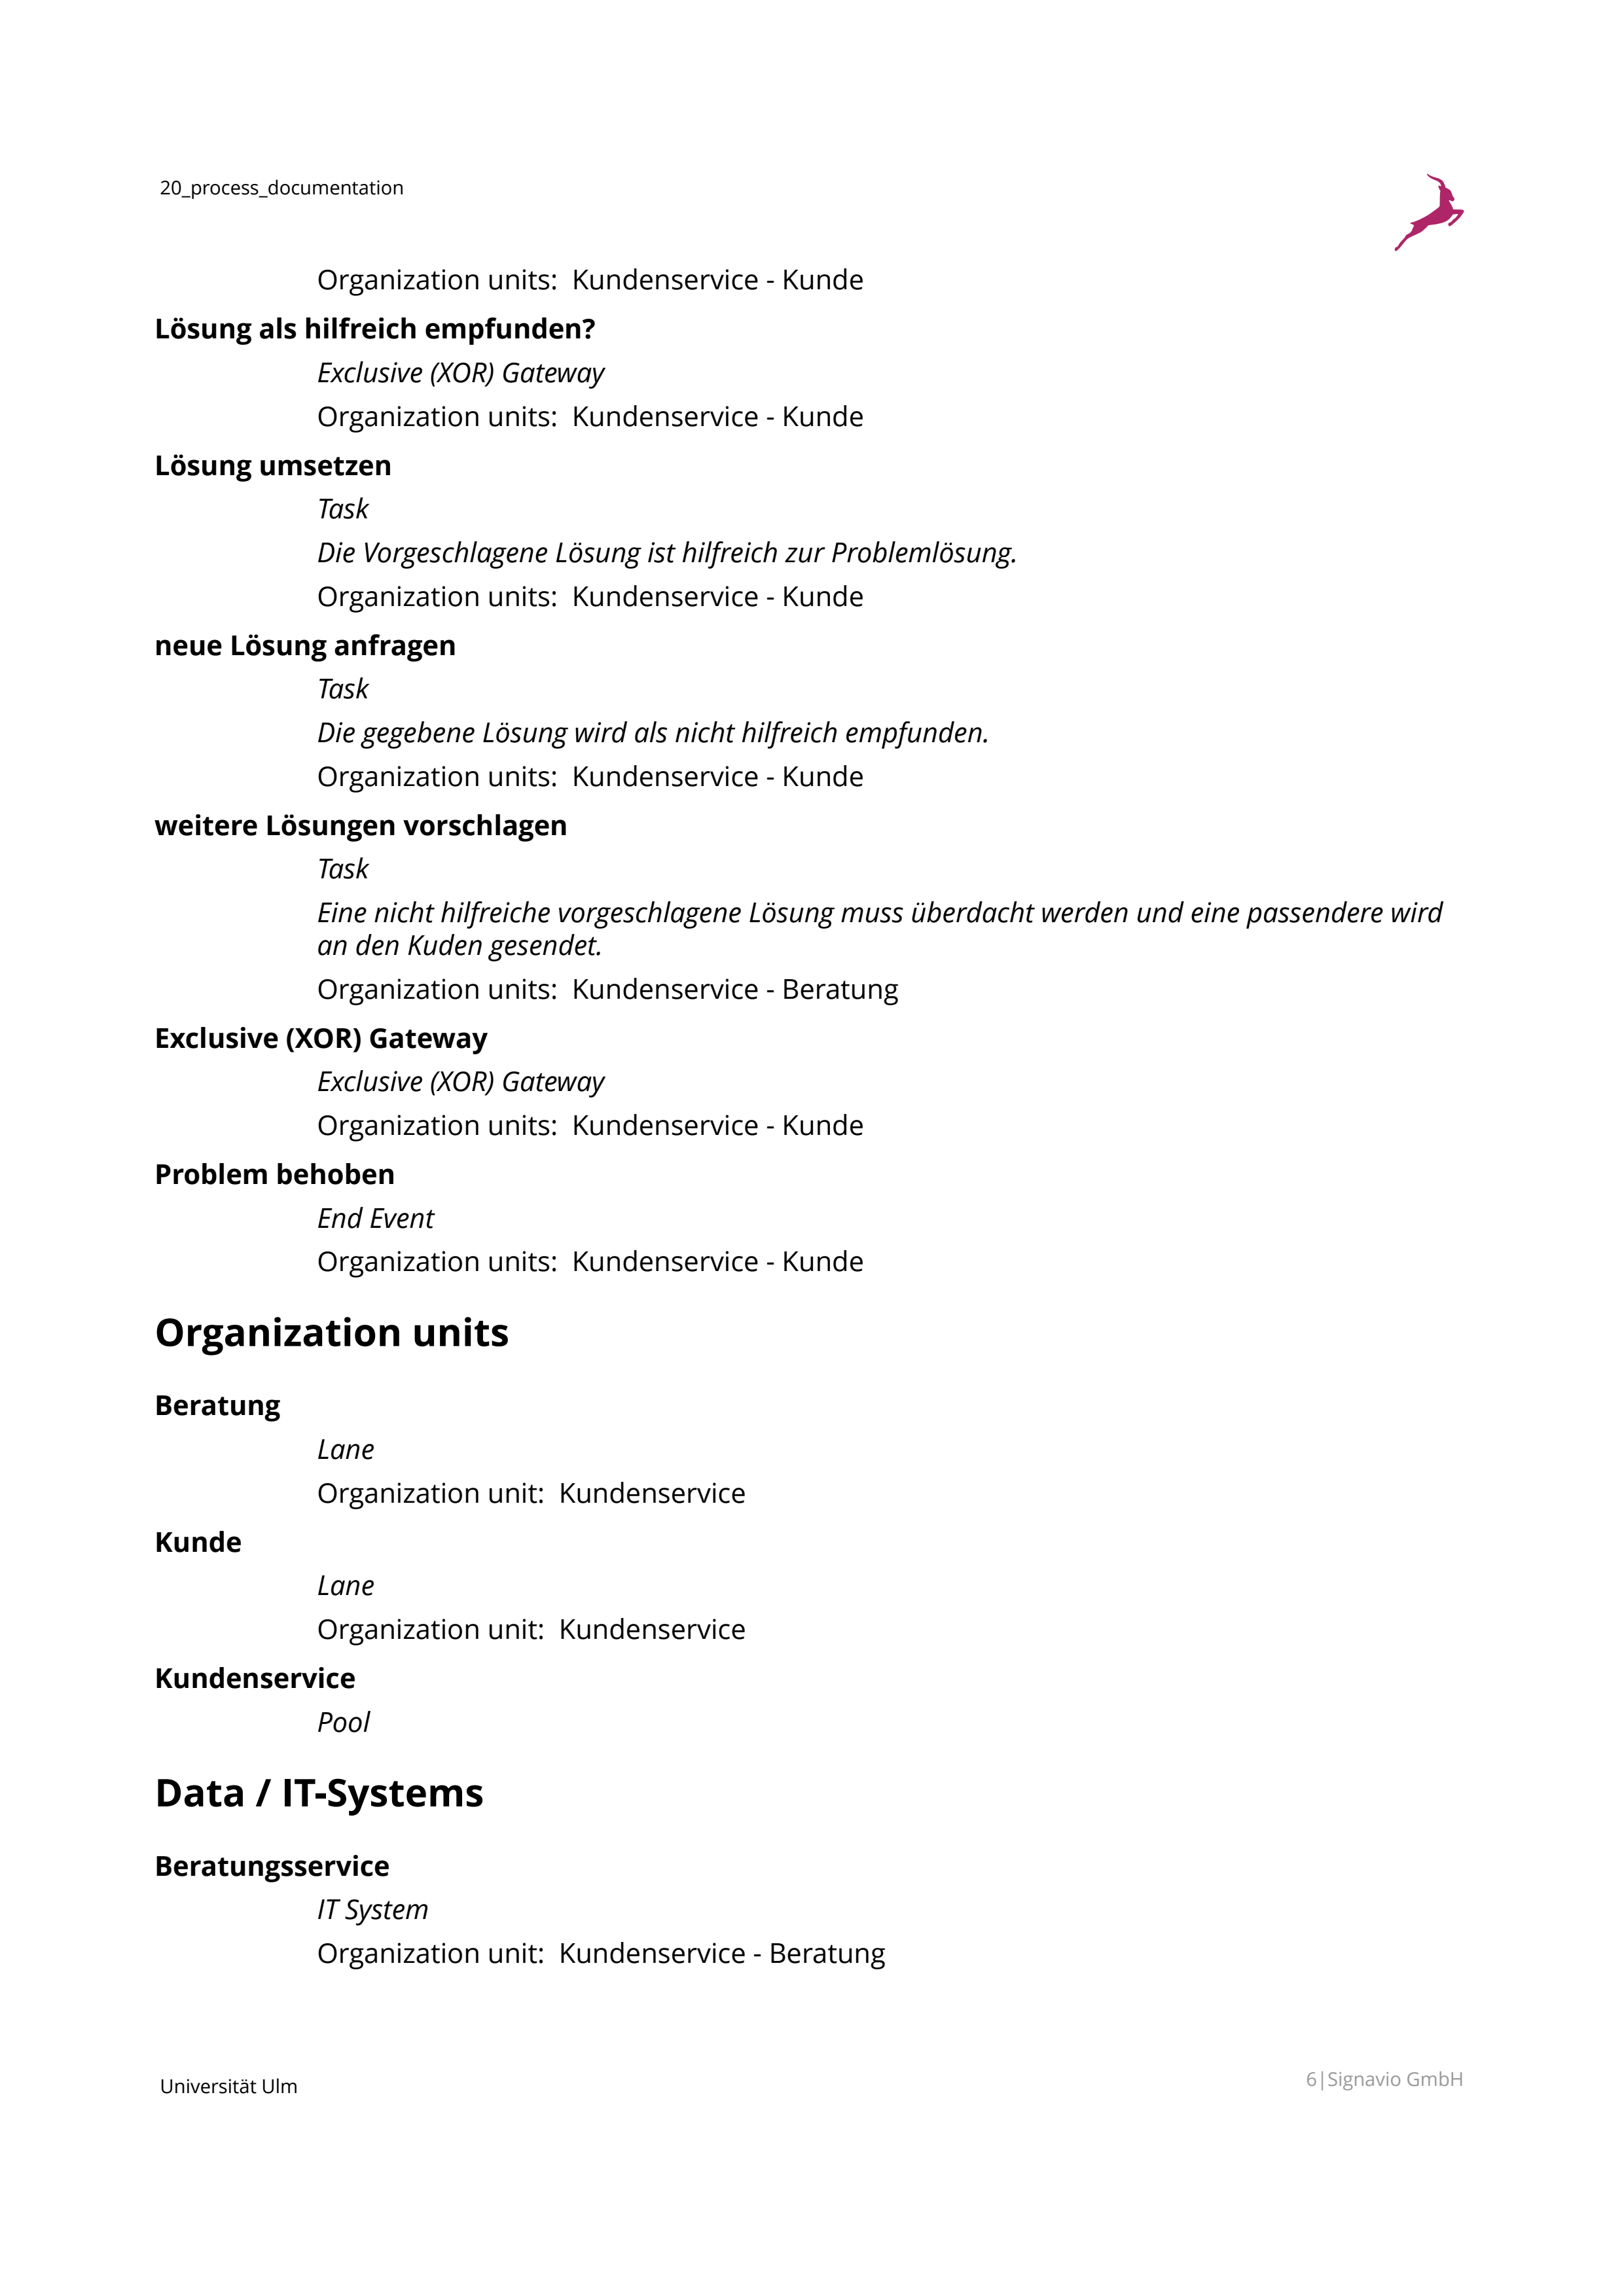 20_process_documentation
Organization units:  Kundenservice - Kunde
Lösung als hilfreich empfunden?
Exclusive (XOR) Gateway
Organization units:  Kundenservice - Kunde
Lösung umsetzen
Task
Die Vorgeschlagene Lösung ist hilfreich zur Problemlösung.
Organization units:  Kundenservice - Kunde
neue Lösung anfragen
Task
Die gegebene Lösung wird als nicht hilfreich empfunden.
Organization units:  Kundenservice - Kunde
weitere Lösungen vorschlagen
Task
Eine nicht hilfreiche vorgeschlagene Lösung muss überdacht werden und eine passendere wird
an den Kuden gesendet.
Organization units:  Kundenservice - Beratung
Exclusive (XOR) Gateway
Exclusive (XOR) Gateway
Organization units:  Kundenservice - Kunde
Problem behoben
End Event
Organization units:  Kundenservice - Kunde
Organization units
Beratung
Lane
Organization unit:  Kundenservice
Kunde
Lane
Organization unit:  Kundenservice
Kundenservice
Pool
Data / IT-Systems
Beratungsservice
IT System
Organization unit:  Kundenservice - Beratung
Universität Ulm
6|Signavio GmbH